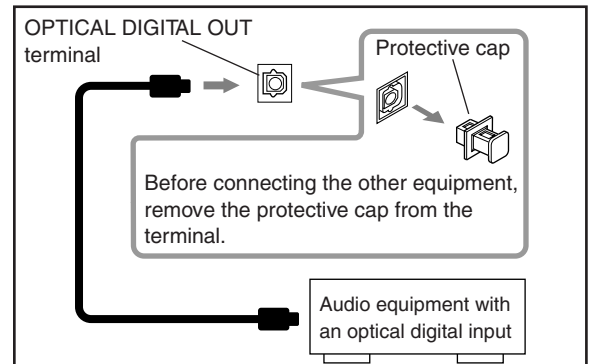 OPTICAL DIGITAL OUT
terminal
Protective cap
Before connecting the other equipment,
remove the protective cap from the
terminal.
Audio equipment with
an optical digital input